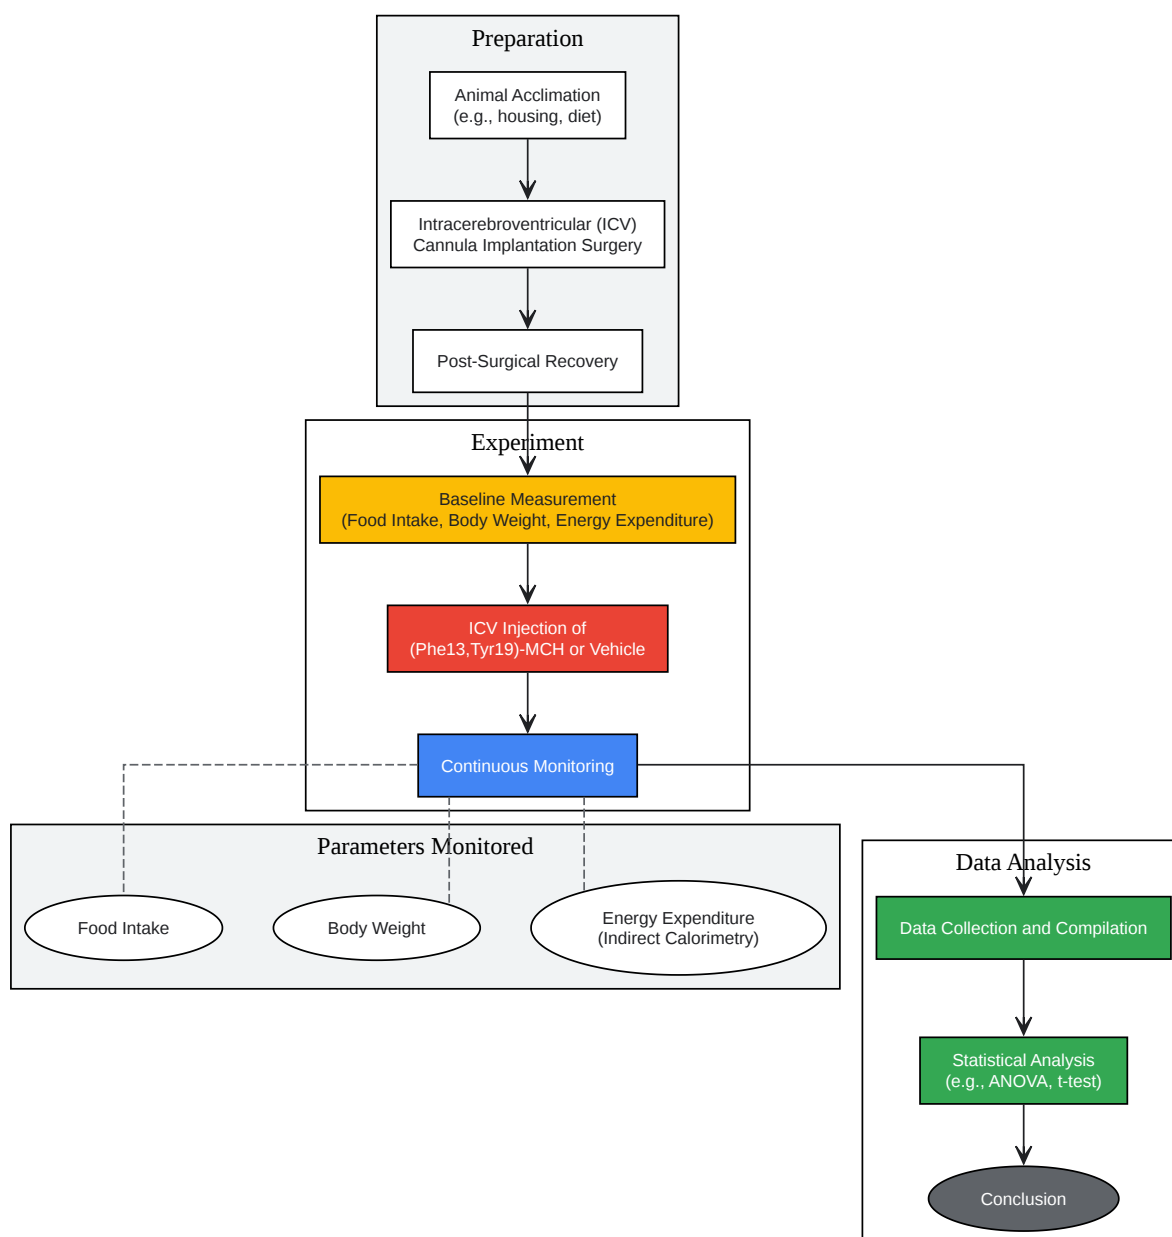 Preparation
Animal Acclimation
(e.g., housing, diet)
Intracerebroventricular (ICV)
Cannula Implantation Surgery
Post-Surgical Recovery
Experiment
Baseline Measurement
(Food Intake, Body Weight, Energy Expenditure)
ICV Injection of
(Phe13,Tyr19)-MCH or Vehicle
Continuous Monitoring
Parameters Monitored
Food Intake
Body Weight
Energy Expenditure
(Indirect Calorimetry)
Data Analysis
Data Collection and Compilation
Statistical Analysis
(e.g., ANOVA, t-test)
Conclusion